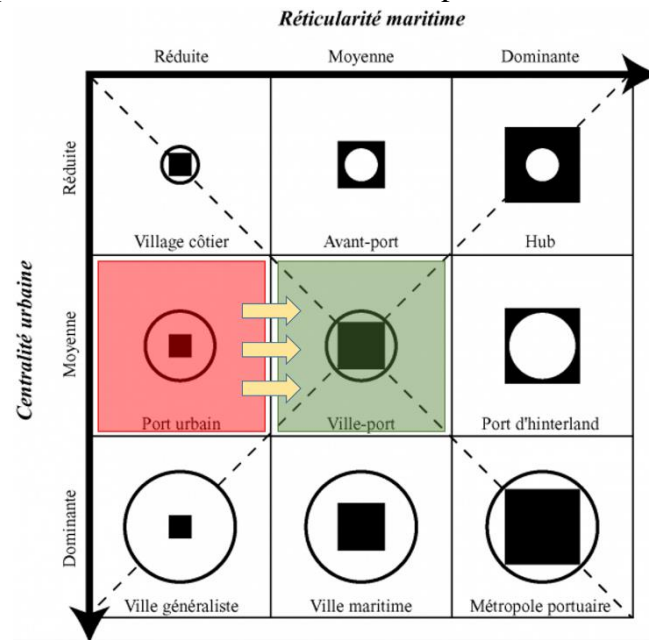 Réticularité maritime
Réduite Moyenne Dominante
Centralité urbaine
Réduite
Village côtier Avant-port Hub
Moyenne
Port urbain Ville-port Port d'hinterland
Dominante
Ville généraliste Ville maritime Métropole portuaire